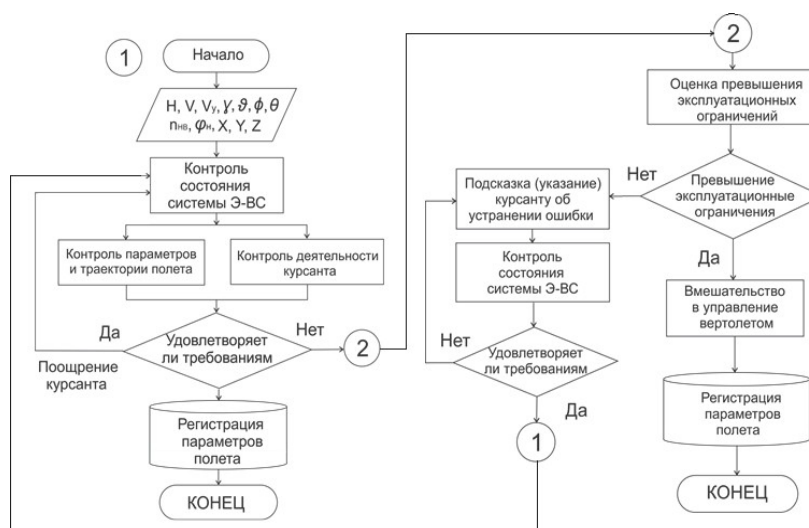 1
Начало
H, V, Vу, γ, ϑ, ϕ, θ
nнв, φн, X, Y, Z
Контроль
состояния
системы Э-ВС
Контроль параметров
и траектории полета
Контроль деятельности
курсанта
Да
Удовлетворяет
ли требованиям
Нет
2
Поощрение
курсанта
Регистрация
параметров
полета
КОНЕЦ
2
Оценка превышения
эксплуатационных
ограничений
Превышение
эксплуатационные
ограничения
Нет
Подсказка (указание)
курсанту об
устранении ошибки
Контроль
состояния
системы Э-ВС
Нет
Удовлетворяет
ли требованиям
Да
1
Да
Вмешательство
в управление
вертолетом
Регистрация
параметров
полета
КОНЕЦ